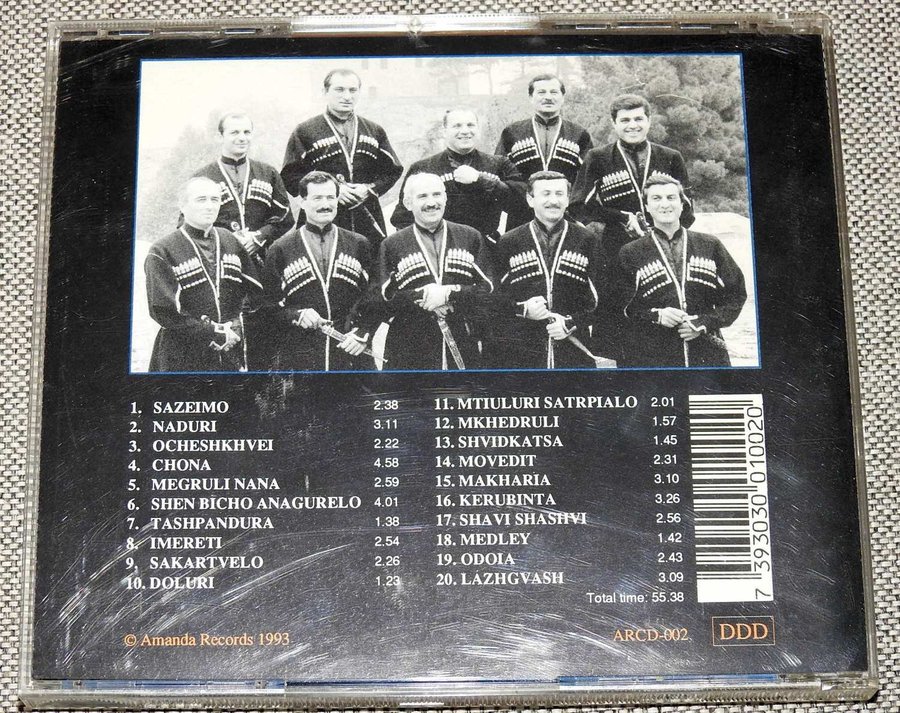 1. SAZEIMO 2.38
2. NADURI 3.11
3. OCHESHKHVEI 2.22
4. CHONA 4.58
5. MEGRULI NANA 2.59
6. SHEN BICHO ANAGURELO 4.01
7. TASHPANDURA 1.38
8. IMERETI 2.54
9. SAKARTVELO 2.26
10. DOLURI 1.23
11. MTIULURI SATRPIALO 2.01
12. MKHEDRULI 1.57
13. SHVIDKATSA 1.45
14. MOVEDIT 2.31
15. MAKHARIA 3.10
16. KERUBINTA 3.26
17. SHAVI SHASHVI 2.56
18. MEDLEY 1.42
19. ODOIA 2.43
20. LAZHGVASH 3.09
Total time: 55.38
7 393030 010020
© Amanda Records 1993
ARCD-002
DDD